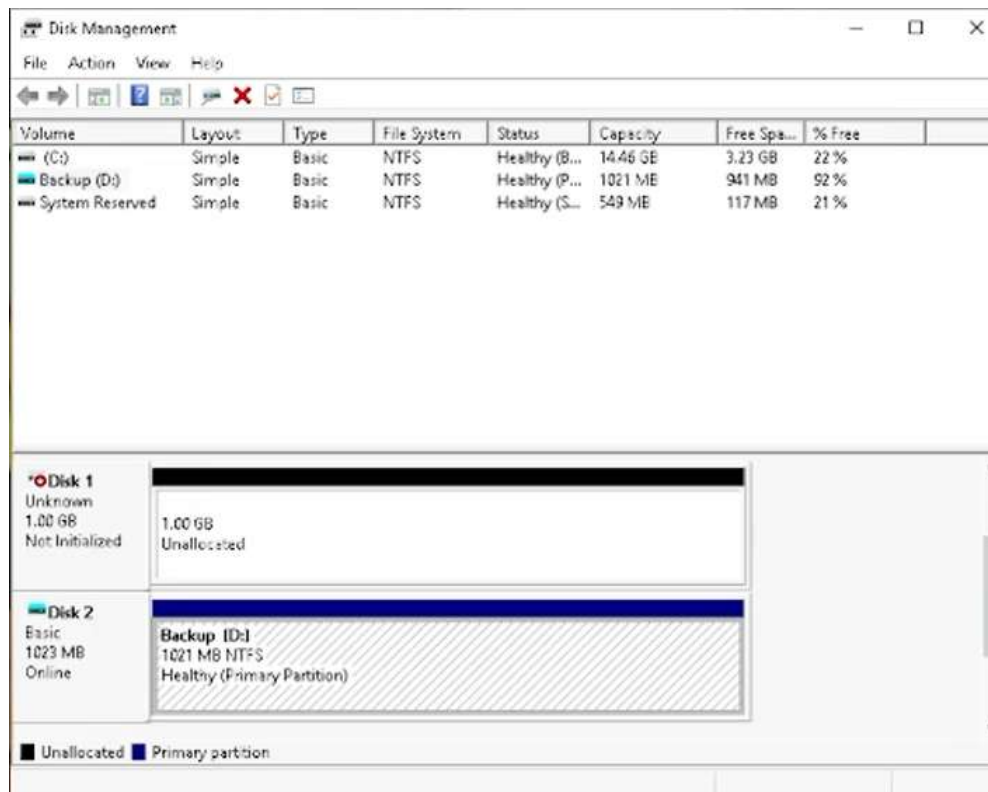 Disk Management
File Action View Help
Volume Layout Type File System Status Capacity Free Spa... % Free
(C:) Simple Basic NTFS Healthy (B... 14.46 GB 3.23 GB 22 %
Backup (D:) Simple Basic NTFS Healthy (P... 1021 MB 941 MB 92 %
System Reserved Simple Basic NTFS Healthy (S... 549 MB 117 MB 21 %
Disk 1
Unknown
1.00 GB
Not Initialized
1.00 GB
Unallocated
Disk 2
Basic
1023 MB
Online
Backup (D:)
1021 MB NTFS
Healthy (Primary Partition)
Unallocated Primary partition